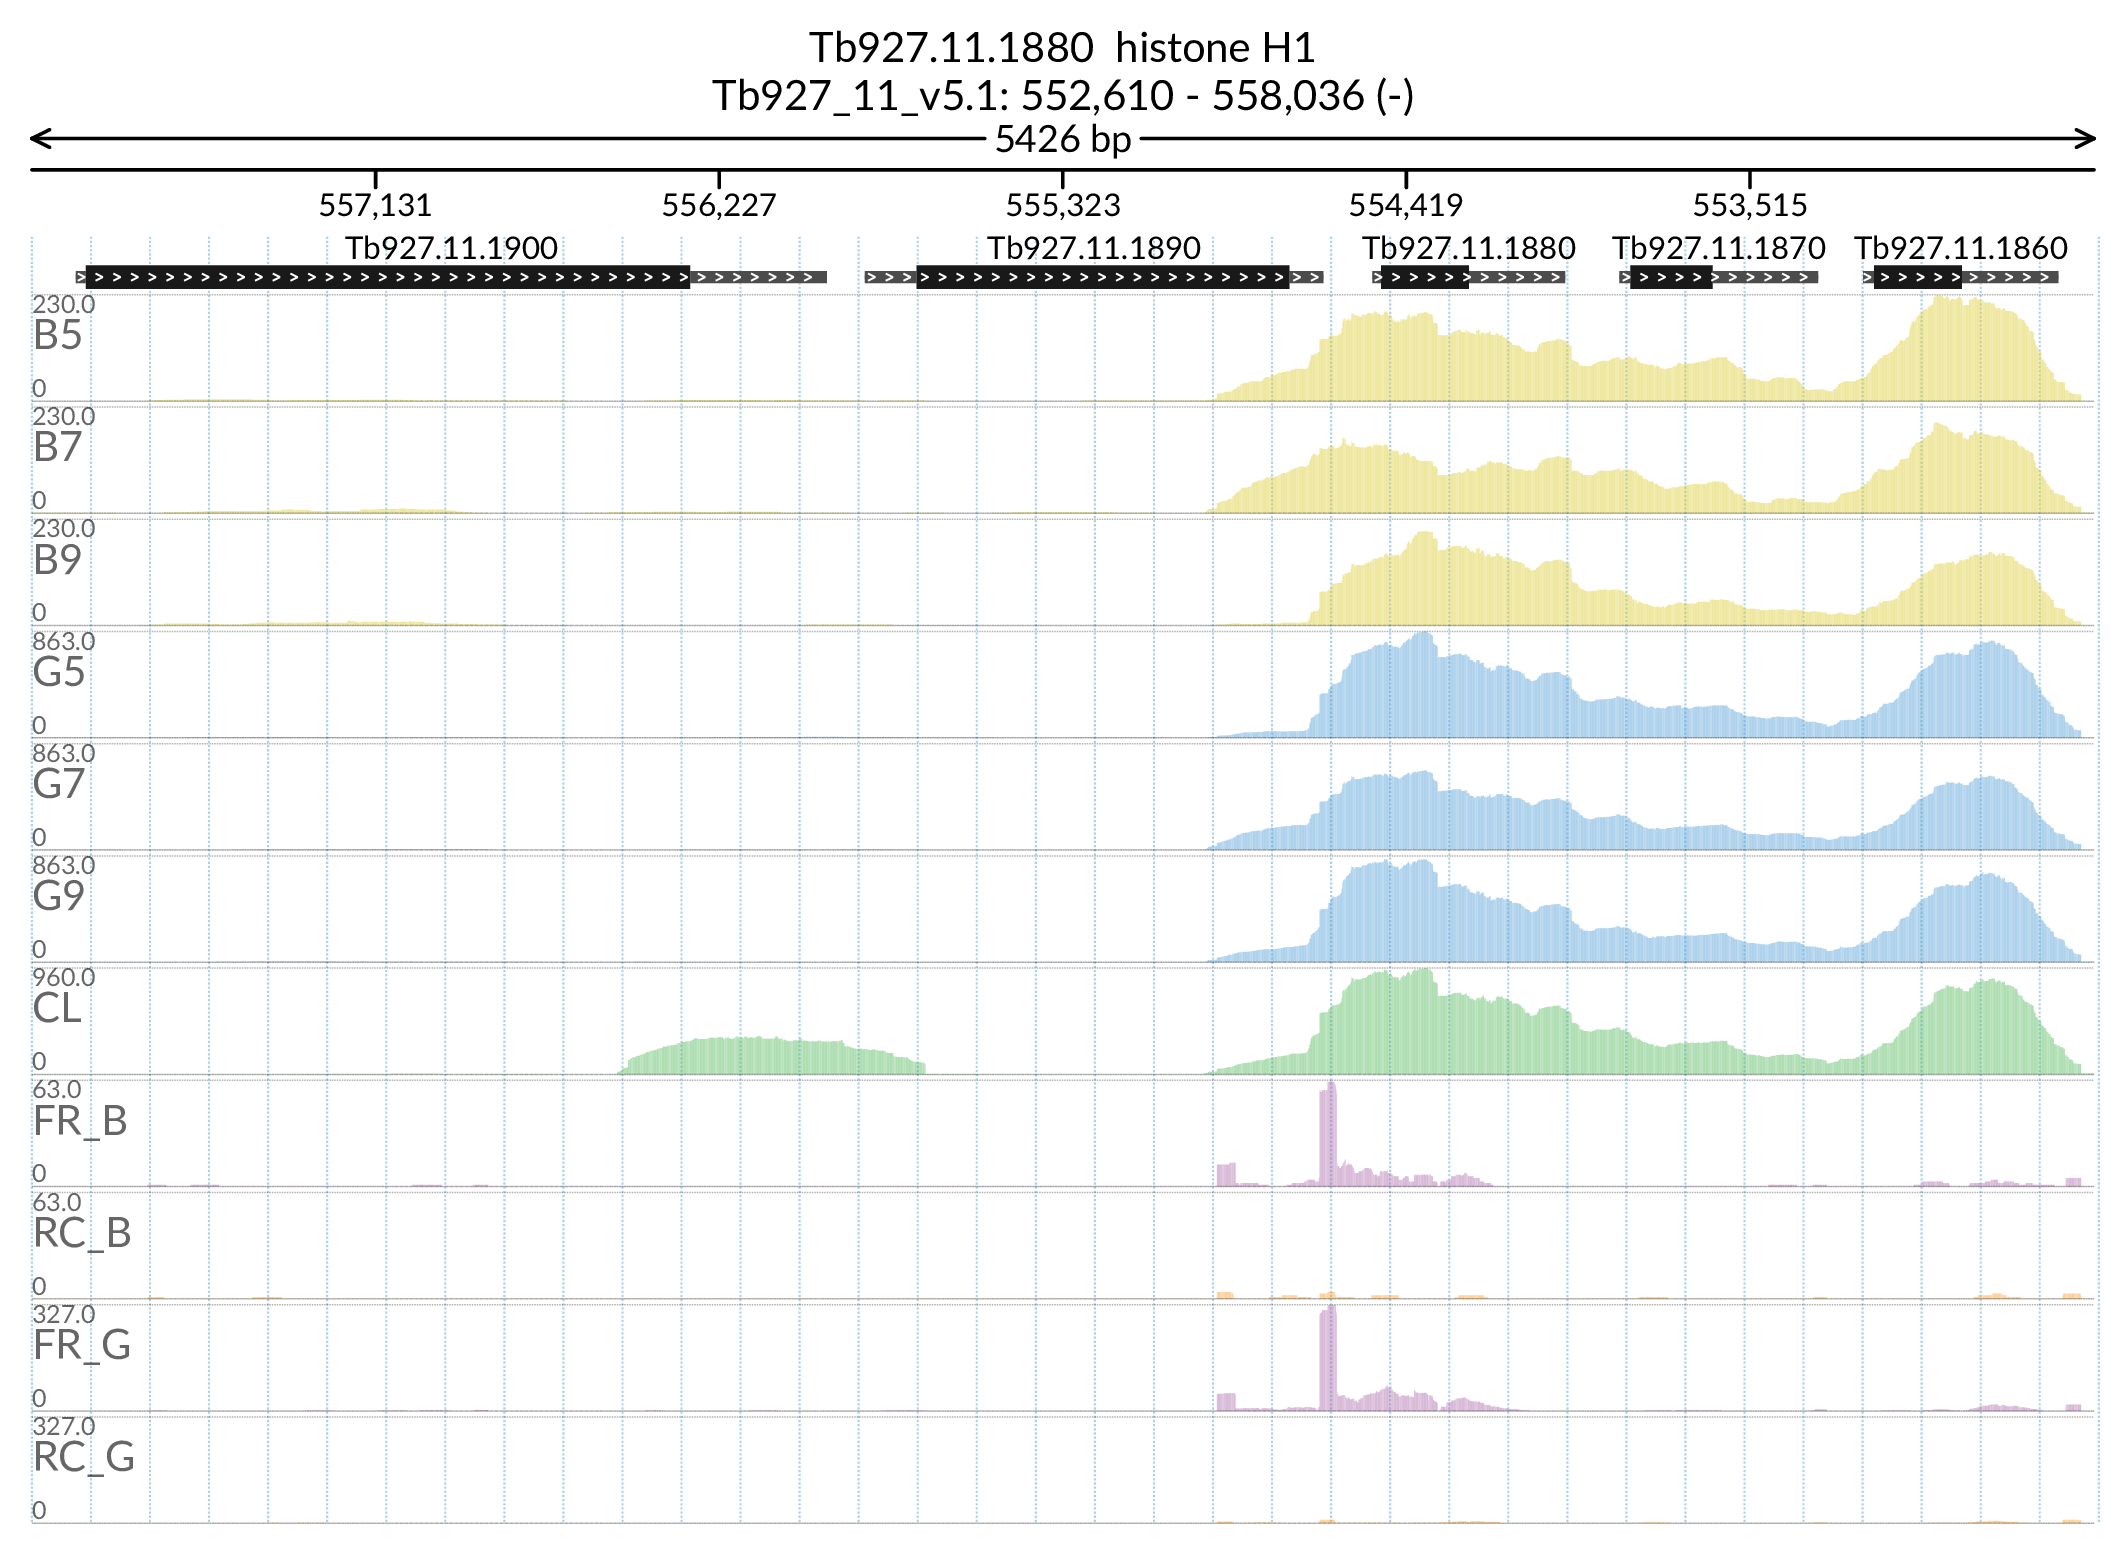 Tb927.11.1880 histone H1
Tb927_11_v5.1: 552,610 - 558,036 (-)
5426 bp
557,131 556,227 555,323 554,419 553,515
Tb927.11.1900 Tb927.11.1890 Tb927.11.1880 Tb927.11.1870 Tb927.11.1860
230.0
B5
0
230.0
B7
0
230.0
B9
0
863.0
G5
0
863.0
G7
0
863.0
G9
0
960.0
CL
0
63.0
FR_B
0
63.0
RC_B
0
327.0
FR_G
0
327.0
RC_G
0